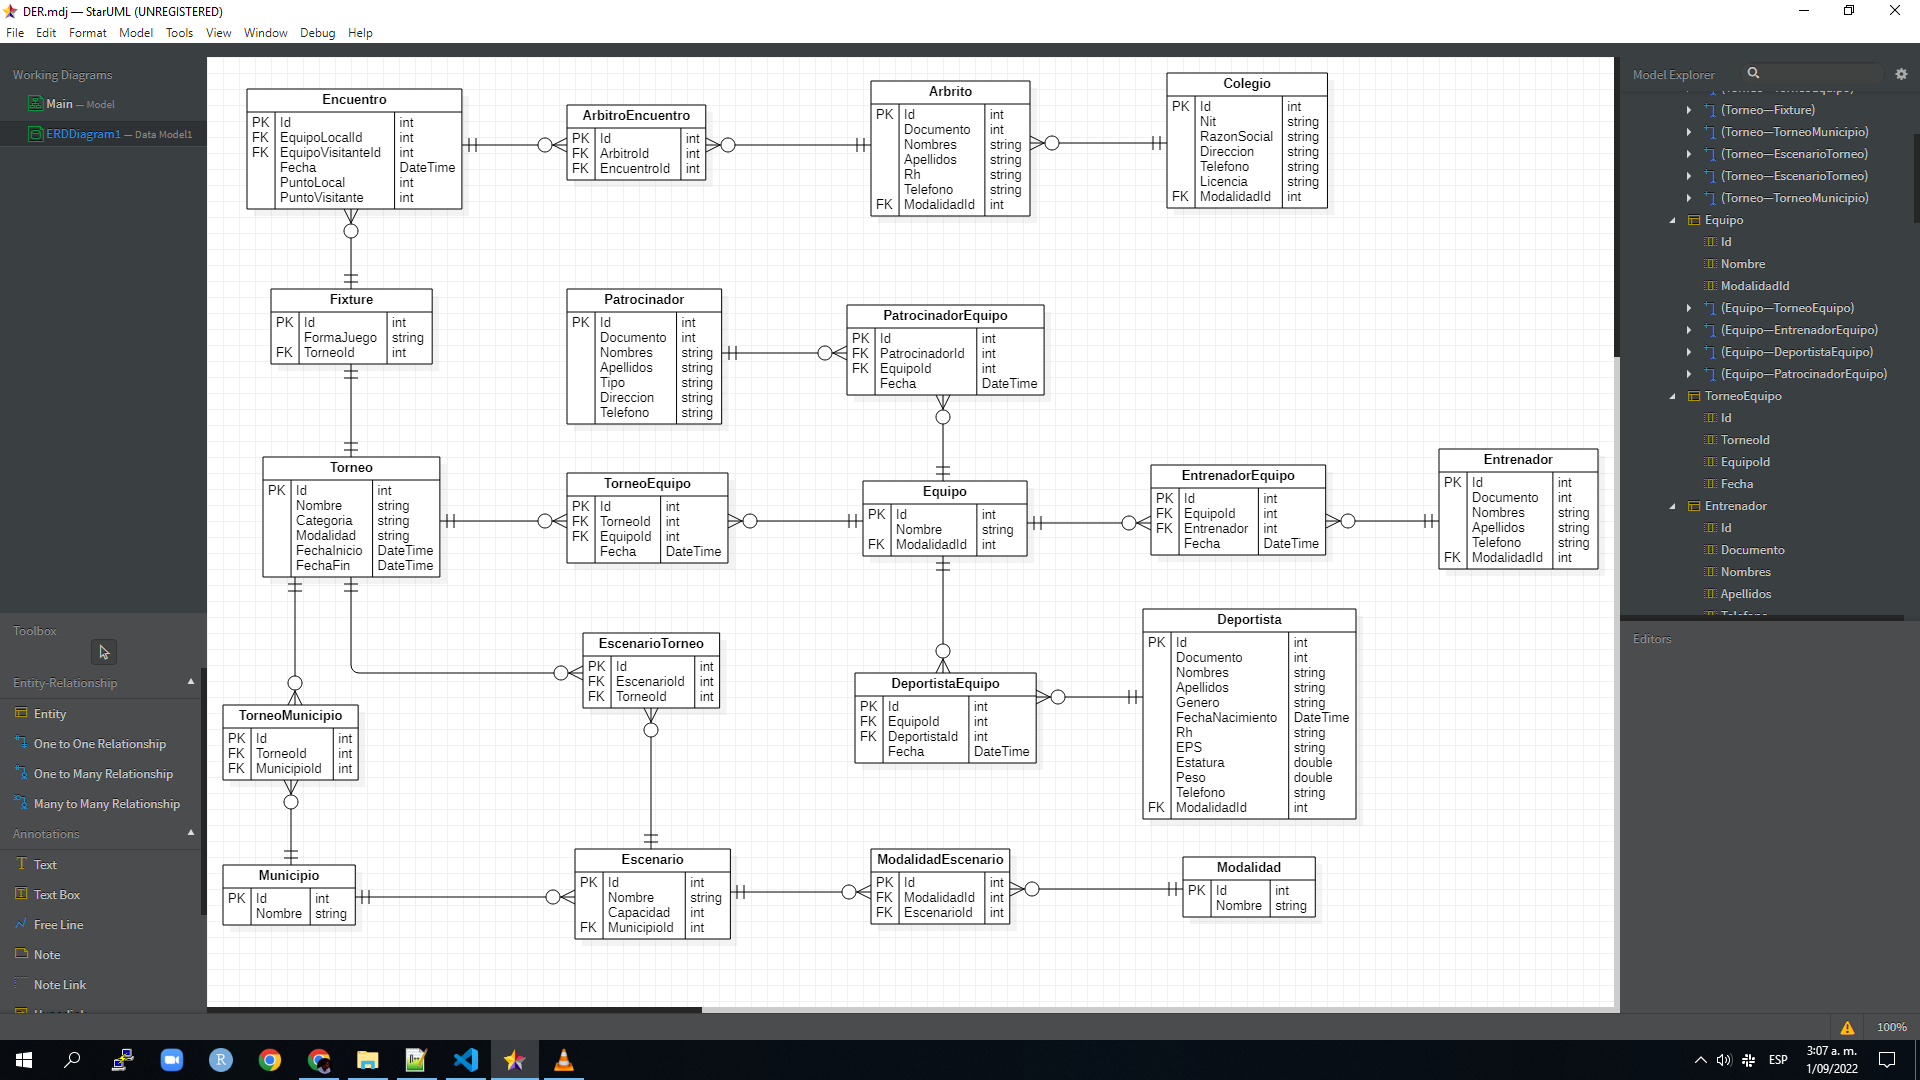 DER.mdj — StarUML (UNREGISTERED)
File Edit Format Model Tools View Window Debug Help
Working Diagrams
Main — Model
ERDDiagram1 — Data Model1
Toolbox
Entity-Relationship
Entity
One to One Relationship
One to Many Relationship
Many to Many Relationship
Annotations
Text
Text Box
Free Line
Note
Note Link
Encuentro
PK Id int
FK EquipoLocalId int
FK EquipoVisitanteId int
Fecha DateTime
PuntoLocal int
PuntoVisitante int
ArbitroEncuentro
PK Id int
FK ArbitroId int
FK EncuentroId int
Arbrito
PK Id int
Documento int
Nombres string
Apellidos string
Rh string
Telefono string
FK ModalidadId int
Colegio
PK Id int
Nit string
RazonSocial string
Direccion string
Telefono string
Licencia string
FK ModalidadId int
Fixture
PK Id int
FormaJuego string
FK TorneoId int
Patrocinador
PK Id int
Documento int
Nombres string
Apellidos string
Tipo string
Direccion string
Telefono string
PatrocinadorEquipo
PK Id int
FK PatrocinadorId int
FK EquipoId int
Fecha DateTime
Torneo
PK Id int
Nombre string
Categoria string
Modalidad string
FechaInicio DateTime
FechaFin DateTime
TorneoEquipo
PK Id int
FK TorneoId int
FK EquipoId int
Fecha DateTime
Equipo
PK Id int
Nombre string
FK ModalidadId int
EntrenadorEquipo
PK Id int
FK EquipoId int
FK Entrenador int
Fecha DateTime
Entrenador
PK Id int
Documento int
Nombres string
Apellidos string
Telefono string
FK ModalidadId int
EscenarioTorneo
PK Id int
FK EscenarioId int
FK TorneoId int
DeportistaEquipo
PK Id int
FK EquipoId int
FK DeportistaId int
Fecha DateTime
Deportista
PK Id int
Documento int
Nombres string
Apellidos string
Genero string
FechaNacimiento DateTime
Rh string
EPS string
Estatura double
Peso double
Telefono string
FK ModalidadId int
TorneoMunicipio
PK Id int
FK TorneoId int
FK MunicipioId int
Municipio
PK Id int
Nombre string
Escenario
PK Id int
Nombre string
Capacidad int
FK MunicipioId int
ModalidadEscenario
PK Id int
FK ModalidadId int
FK EscenarioId int
Modalidad
PK Id int
Nombre string
Model Explorer
(Torneo—TorneoEquipo)
(Torneo—Fixture)
(Torneo—TorneoMunicipio)
(Torneo—EscenarioTorneo)
(Torneo—EscenarioTorneo)
(Torneo—TorneoMunicipio)
Equipo
Id
Nombre
ModalidadId
(Equipo—TorneoEquipo)
(Equipo—EntrenadorEquipo)
(Equipo—DeportistaEquipo)
(Equipo—PatrocinadorEquipo)
TorneoEquipo
Id
TorneoId
EquipoId
Fecha
Entrenador
Id
Documento
Nombres
Apellidos
Telefono
Editors
100%
ESP
3:07 a. m.
1/09/2022